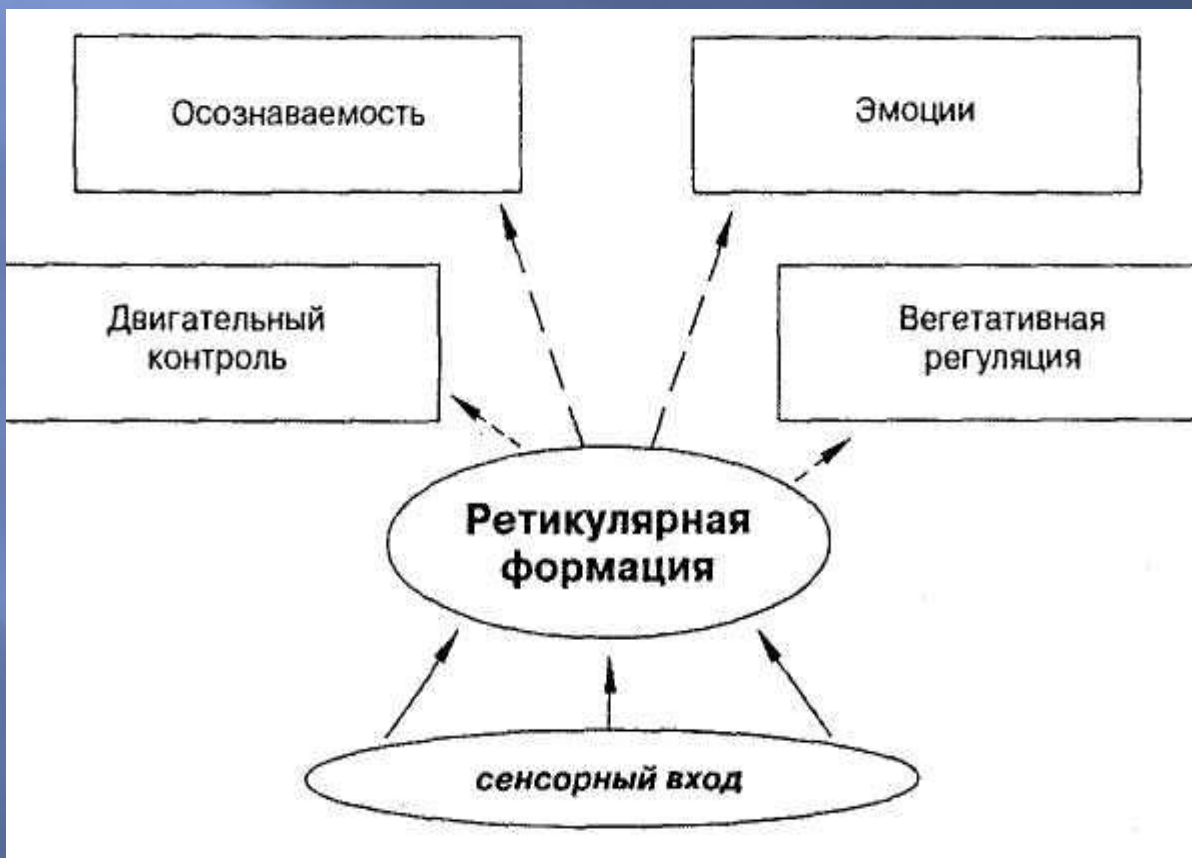 Осознаваемость
Эмоции
Двигательный
контроль
Вегетативная
регуляция
Ретикулярная
формация
сенсорный вход